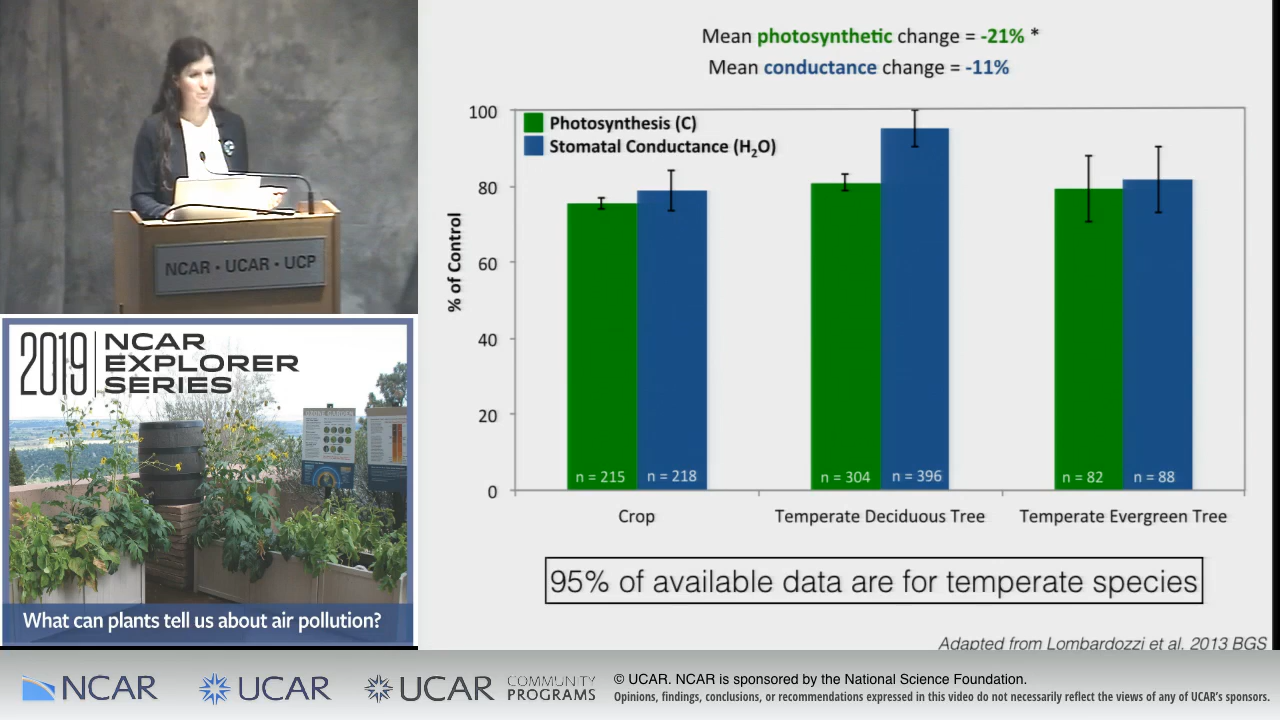 NCAR • UCAR • UCP
2019 NCAR
EXPLORER
SERIES
What can plants tell us about air pollution?
Mean photosynthetic change = -21% *
Mean conductance change = -11%
Photosynthesis (C)
Stomatal Conductance (H₂O)
% of Control
100
80
60
40
20
0
n = 215
n = 218
n = 304
n = 396
n = 82
n = 88
Crop
Temperate Deciduous Tree
Temperate Evergreen Tree
95% of available data are for temperate species
Adapted from Lombardozzi et al. 2013 BGS
NCAR
UCAR
UCAR
COMMUNITY
PROGRAMS
© UCAR. NCAR is sponsored by the National Science Foundation.
Opinions, findings, conclusions, or recommendations expressed in this video do not necessarily reflect the views of any of UCAR's sponsors.